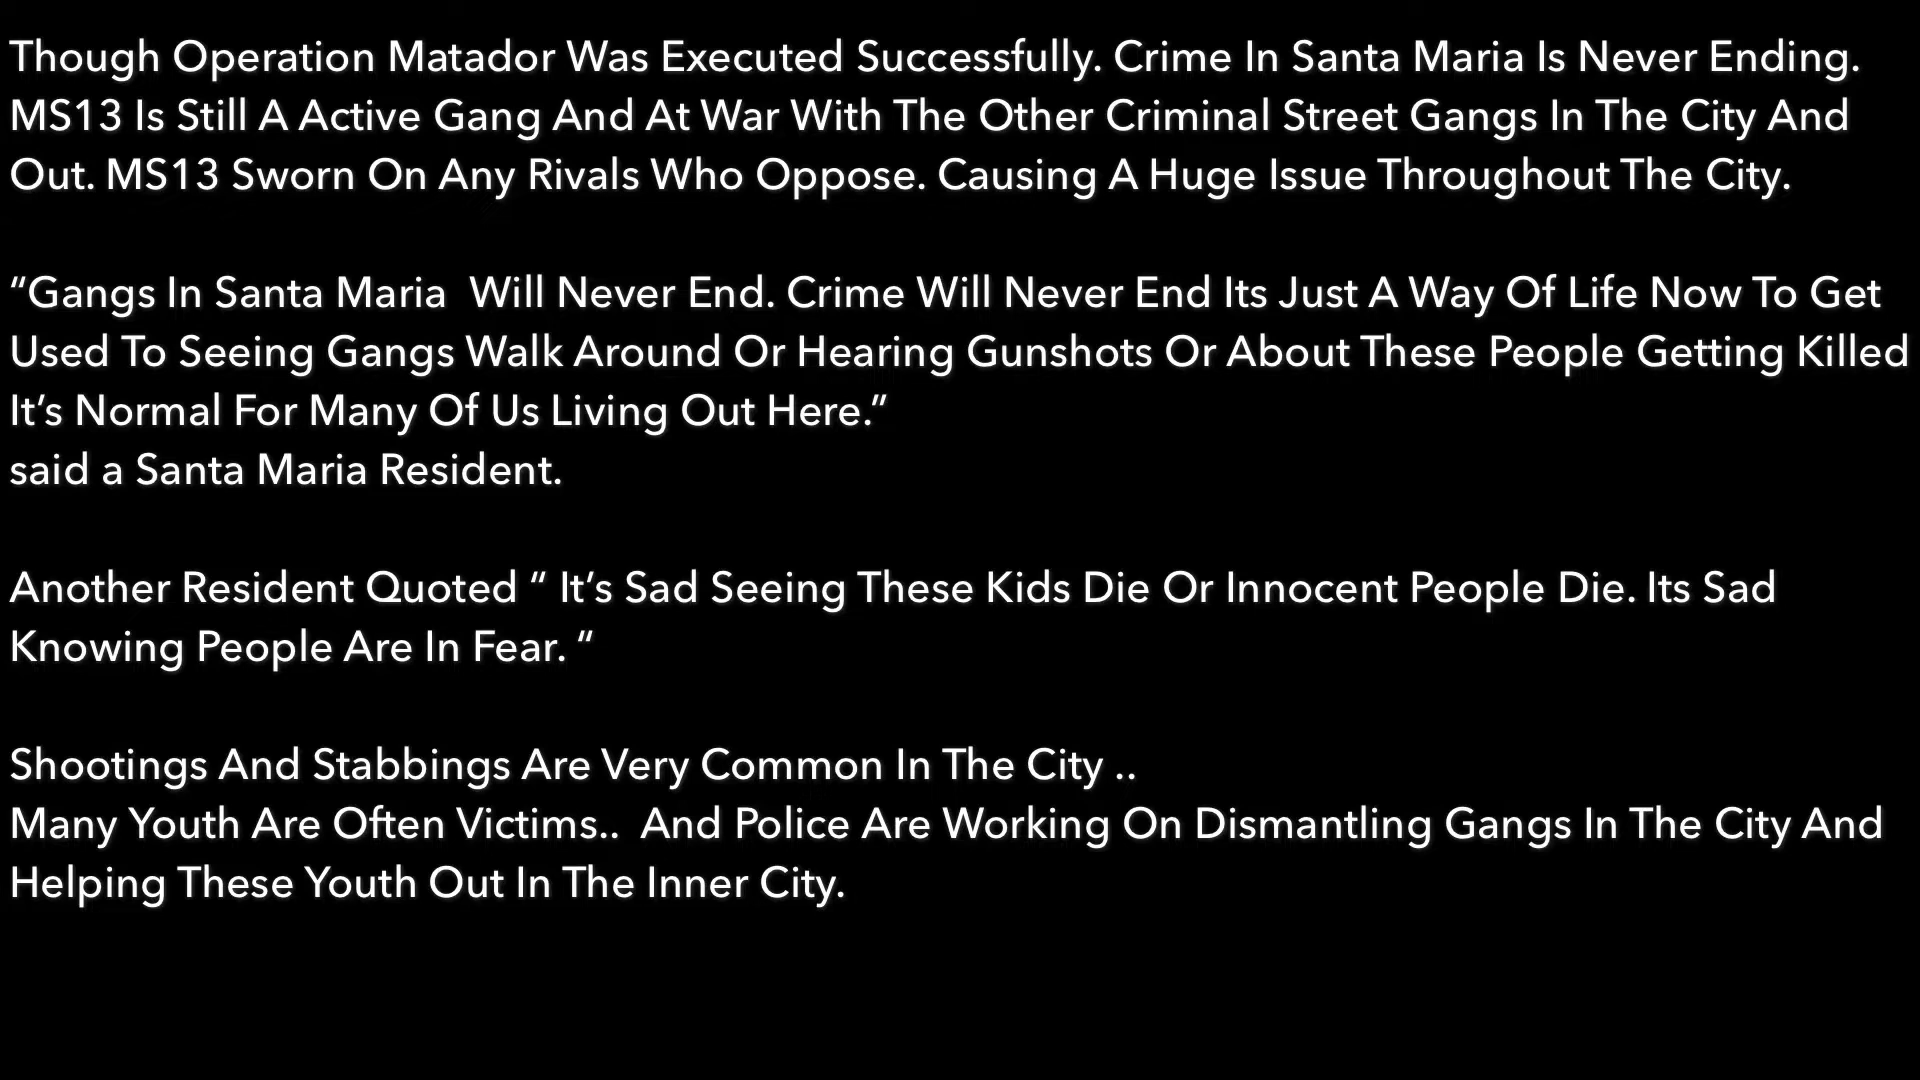 Though Operation Matador Was Executed Successfully. Crime In Santa Maria Is Never Ending.
MS13 Is Still A Active Gang And At War With The Other Criminal Street Gangs In The City And
Out. MS13 Sworn On Any Rivals Who Oppose. Causing A Huge Issue Throughout The City.
“Gangs In Santa Maria  Will Never End. Crime Will Never End Its Just A Way Of Life Now To Get
Used To Seeing Gangs Walk Around Or Hearing Gunshots Or About These People Getting Killed
It’s Normal For Many Of Us Living Out Here.”
said a Santa Maria Resident.
Another Resident Quoted “ It’s Sad Seeing These Kids Die Or Innocent People Die. Its Sad
Knowing People Are In Fear. “
Shootings And Stabbings Are Very Common In The City ..
Many Youth Are Often Victims..  And Police Are Working On Dismantling Gangs In The City And
Helping These Youth Out In The Inner City.